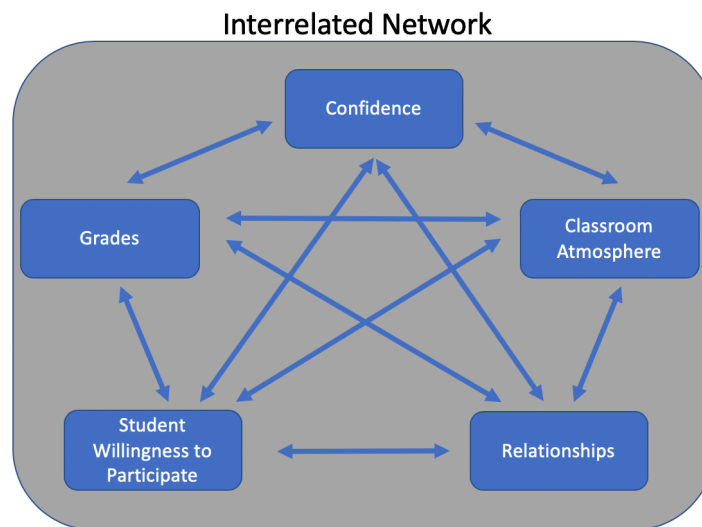 Interrelated Network
Confidence
Grades
Classroom
Atmosphere
Student
Willingness to
Participate
Relationships